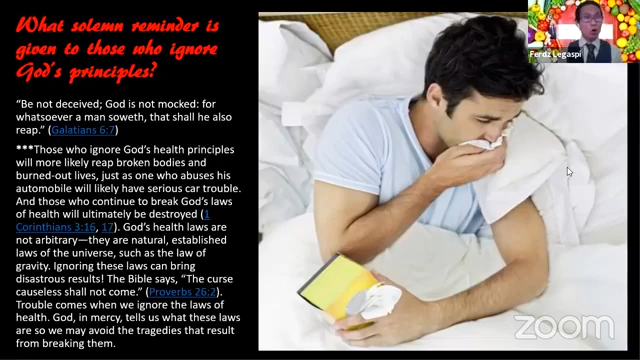 What solemn reminder is
given to those who ignore
God's principles?
"Be not deceived; God is not mocked: for
whatsoever a man soweth, that shall he also
reap." (Galatians 6:7)
***Those who ignore God's health principles
will more likely reap broken bodies and
burned-out lives, just as one who abuses his
automobile will likely have serious car trouble.
And those who continue to break God's laws
of health will ultimately be destroyed (1
Corinthians 3:16, 17). God's health laws are
not arbitrary—they are natural, established
laws of the universe, such as the law of
gravity. Ignoring these laws can bring
disastrous results! The Bible says, "The curse
causeless shall not come." (Proverbs 26:2).
Trouble comes when we ignore the laws of
health. God, in mercy, tells us what these laws
are so we may avoid the tragedies that result
from breaking them.
Ferdz Legaspi
zoom